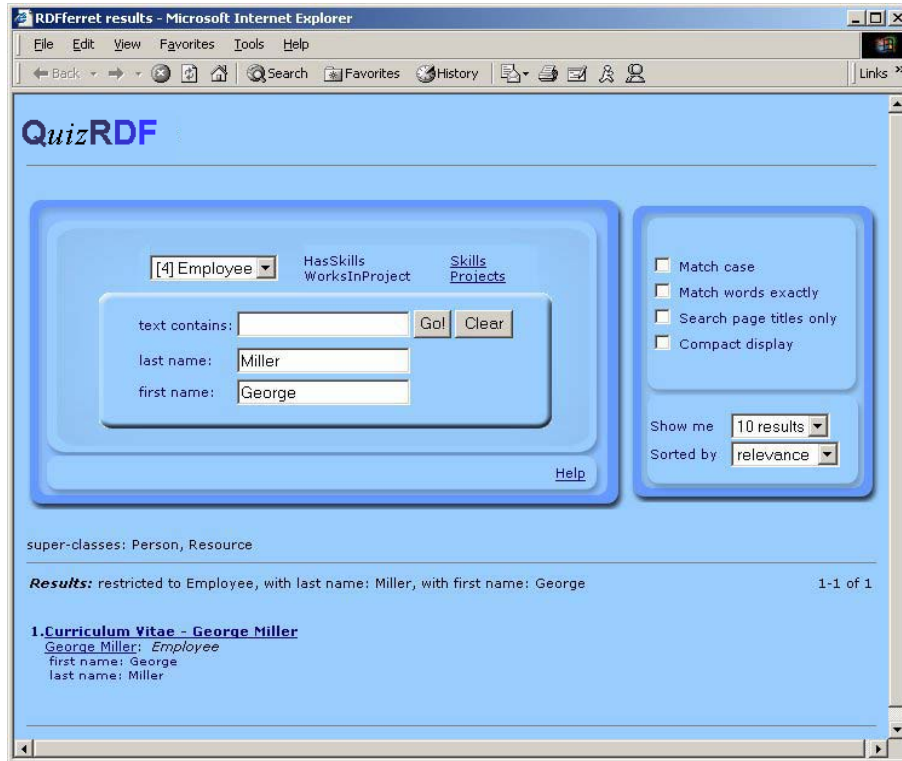 RDFferret results - Microsoft Internet Explorer
File Edit View Favorites Tools Help
Back Search Favorites History Links »
QuizRDF
[4] Employee HasSkills Skills
WorksInProject Projects
text contains: Go! Clear
last name: Miller
first name: George
Help
Match case
Match words exactly
Search page titles only
Compact display
Show me 10 results
Sorted by relevance
super-classes: Person, Resource
Results: restricted to Employee, with last name: Miller, with first name: George 1-1 of 1
1.Curriculum Vitae - George Miller
George Miller: Employee
first name: George
last name: Miller